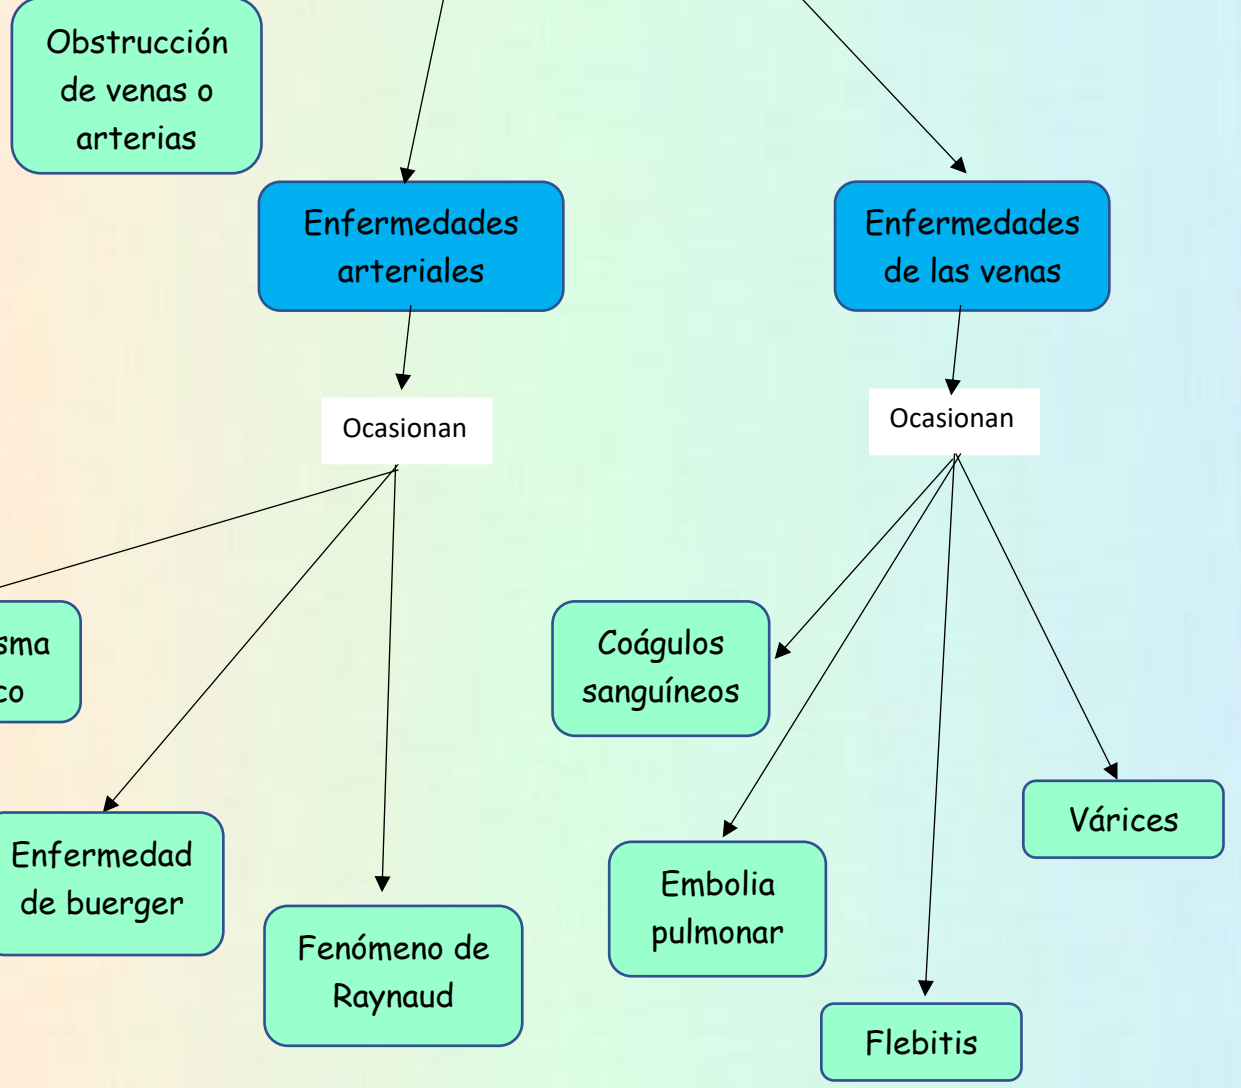 Obstrucción
de venas o
arterias
Enfermedades
arteriales
Enfermedades
de las venas
Ocasionan
Ocasionan
Coágulos
sanguíneos
Várices
Enfermedad
de buerger
Embolia
pulmonar
Fenómeno de
Raynaud
Flebitis